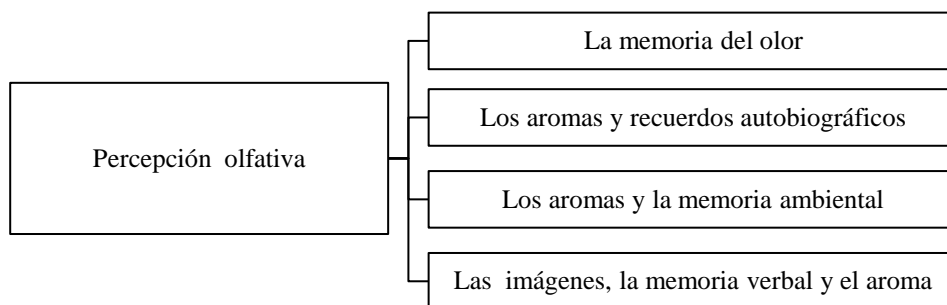 Percepción olfativa
La memoria del olor
Los aromas y recuerdos autobiográficos
Los aromas y la memoria ambiental
Las imágenes, la memoria verbal y el aroma